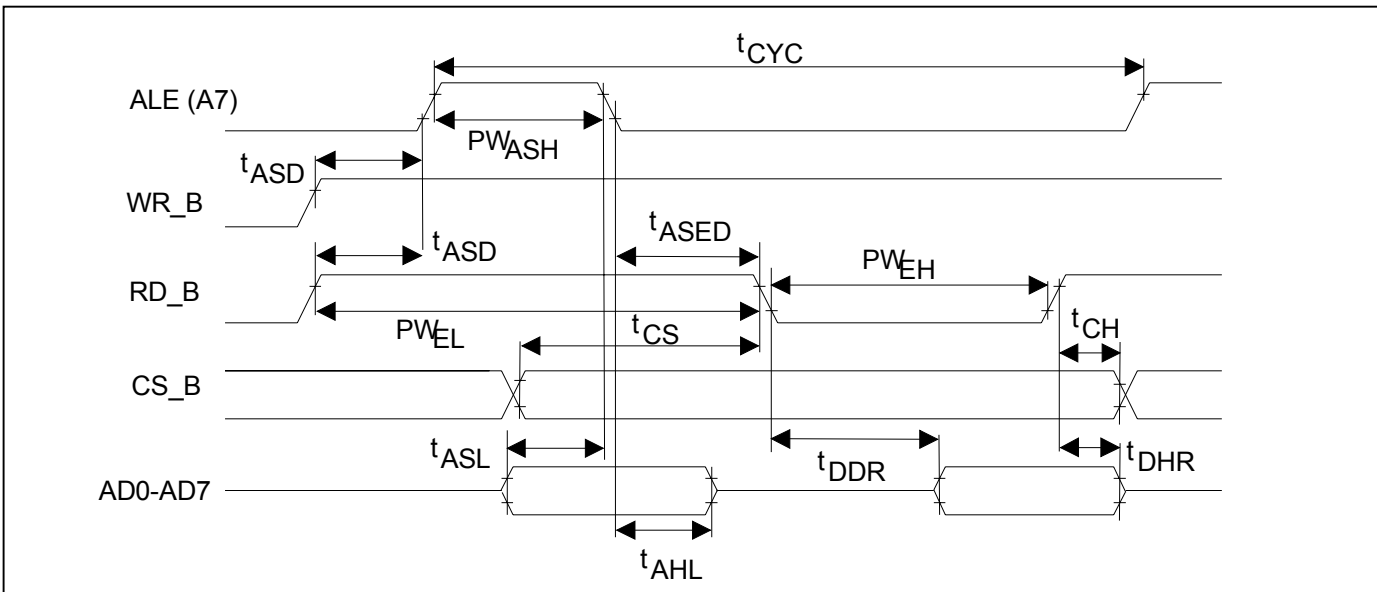 tCYC
ALE (A7)
PWASH
tASD
WR_B
tASED
tASD
PWEH
RD_B
PWEL
tCS
tCH
CS_B
tASL
tDDR
tDHR
AD0-AD7
tAHL